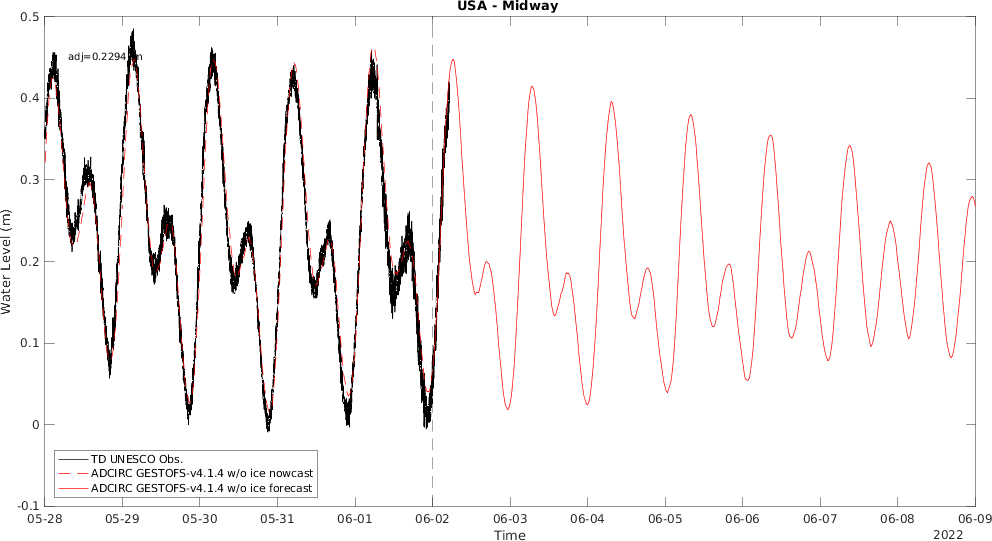 USA - Midway
0.5
adj=0.2294 m
0.4
0.3
0.2
0.1
0
-0.1
Water Level (m)
TD UNESCO Obs.
ADCIRC GESTOFS-v4.1.4 w/o ice nowcast
ADCIRC GESTOFS-v4.1.4 w/o ice forecast
05-28 05-29 05-30 05-31 06-01 06-02 06-03 06-04 06-05 06-06 06-07 06-08 06-09
Time
2022